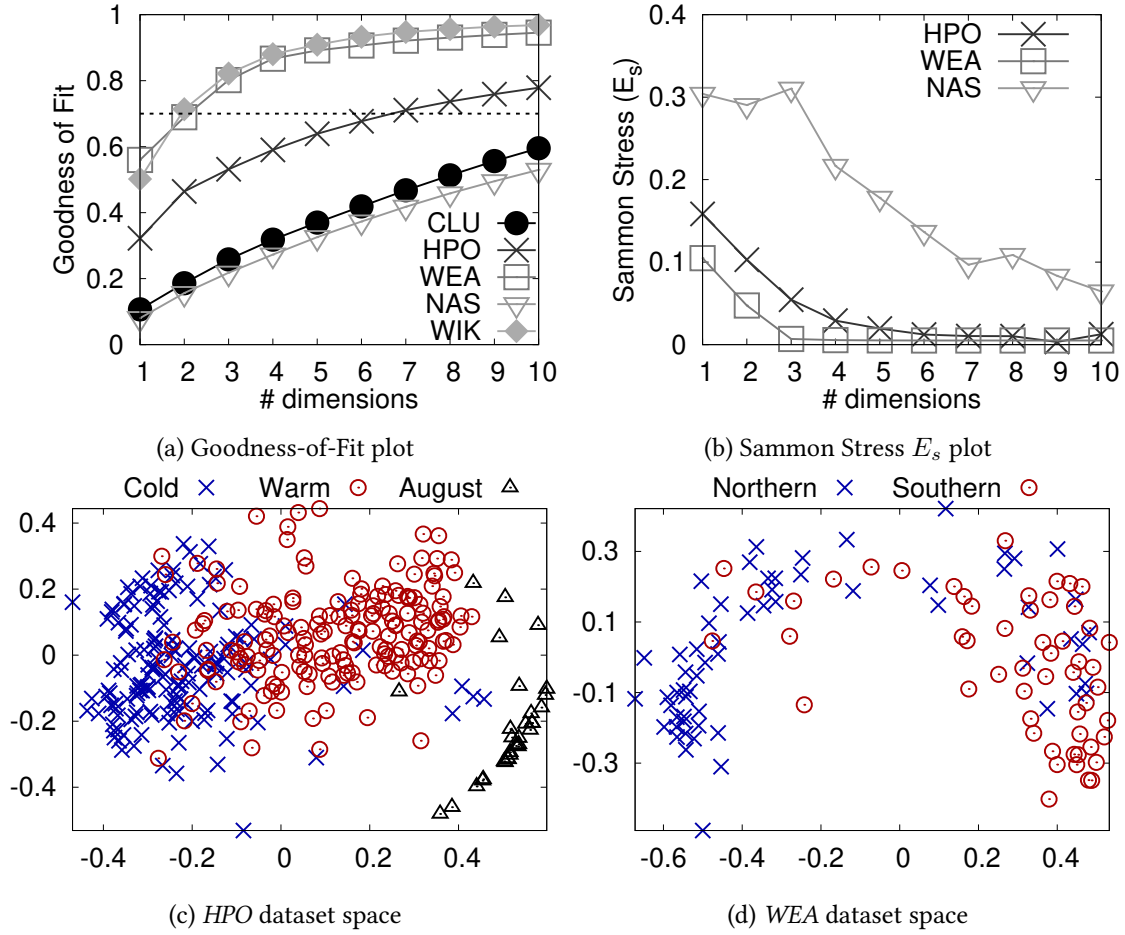 Goodness of Fit
1
0.8
0.6
0.4
0.2
0
CLU
HPO
WEA
NAS
WIK
1 2 3 4 5 6 7 8 9 10
# dimensions
(a) Goodness-of-Fit plot
Sammon Stress (E_s)
0.4
0.3
0.2
0.1
0
HPO
WEA
NAS
1 2 3 4 5 6 7 8 9 10
# dimensions
(b) Sammon Stress E_s plot
Cold Warm August
0.4
0.2
0
-0.2
-0.4
-0.4 -0.2 0 0.2 0.4
(c) HPO dataset space
Northern Southern
0.3
0.1
-0.1
-0.3
-0.6 -0.4 -0.2 0 0.2 0.4
(d) WEA dataset space